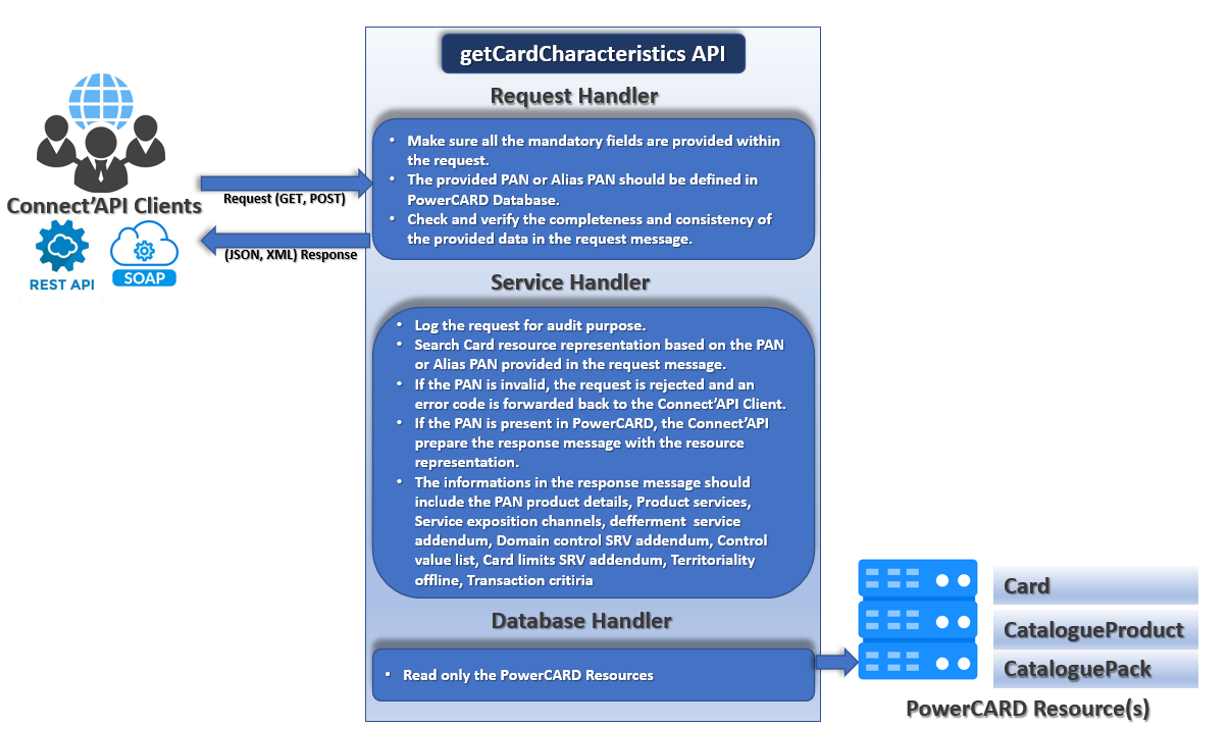 getCardCharacteristics API
Request Handler
• Make sure all the mandatory fields are provided within
the request.
• The provided PAN or Alias PAN should be defined in
PowerCARD Database.
• Check and verify the completeness and consistency of
the provided data in the request message.
Connect'API Clients
Request (GET, POST)
(JSON, XML) Response
REST API
SOAP
Service Handler
• Log the request for audit purpose.
• Search Card resource representation based on the PAN
or Alias PAN provided in the request message.
• If the PAN is invalid, the request is rejected and an
error code is forwarded back to the Connect'API Client.
• If the PAN is present in PowerCARD, the Connect'API
prepare the response message with the resource
representation.
• The informations in the response message should
include the PAN product details, Product services,
Service exposition channels, defferment service
addendum, Domain control SRV addendum, Control
value list, Card limits SRV addendum, Territoriality
offline, Transaction critiria
Database Handler
• Read only the PowerCARD Resources
Card
CatalogueProduct
CataloguePack
PowerCARD Resource(s)